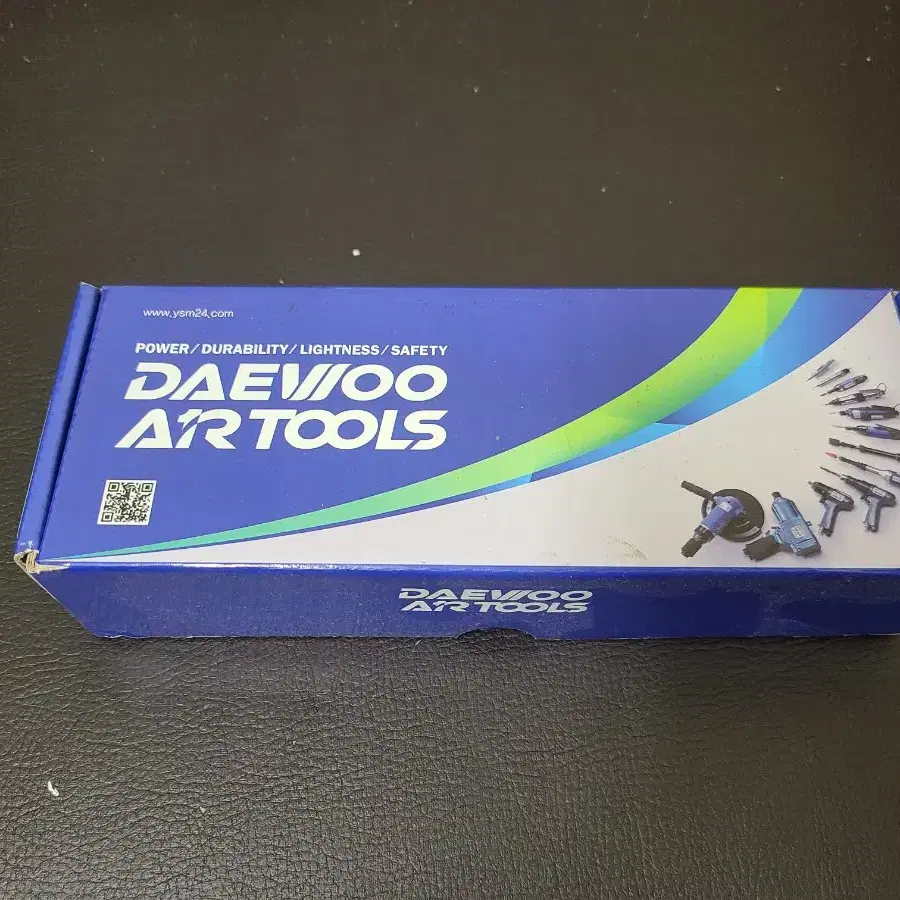 www.ysm24.com
POWER/DURABILITY/LIGHTNESS/SAFETY
DAEWOO
AIR TOOLS
DAEWOO
AIR TOOLS